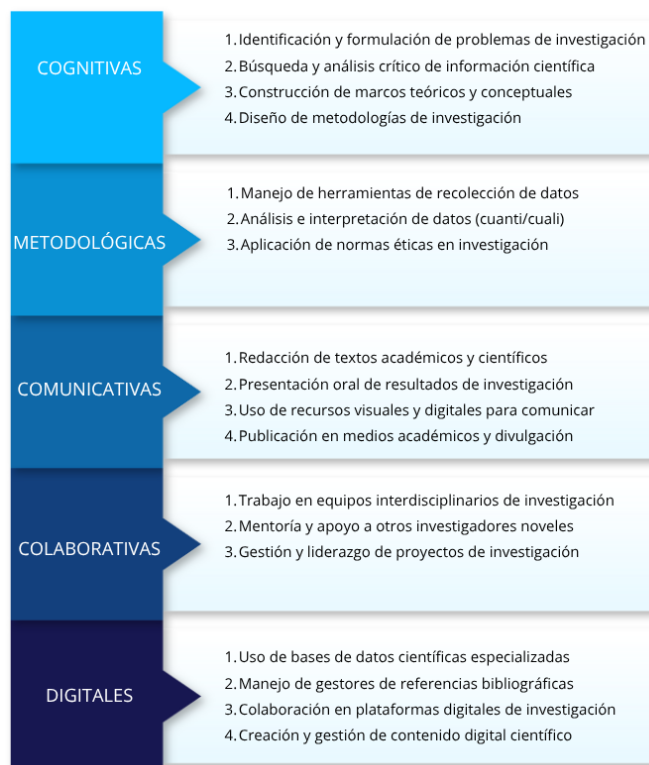 COGNITIVAS
1. Identificación y formulación de problemas de investigación
2. Búsqueda y análisis crítico de información científica
3. Construcción de marcos teóricos y conceptuales
4. Diseño de metodologías de investigación
METODOLÓGICAS
1. Manejo de herramientas de recolección de datos
2. Análisis e interpretación de datos (cuanti/cuali)
3. Aplicación de normas éticas en investigación
COMUNICATIVAS
1. Redacción de textos académicos y científicos
2. Presentación oral de resultados de investigación
3. Uso de recursos visuales y digitales para comunicar
4. Publicación en medios académicos y divulgación
COLABORATIVAS
1. Trabajo en equipos interdisciplinarios de investigación
2. Mentoría y apoyo a otros investigadores noveles
3. Gestión y liderazgo de proyectos de investigación
DIGITALES
1. Uso de bases de datos científicas especializadas
2. Manejo de gestores de referencias bibliográficas
3. Colaboración en plataformas digitales de investigación
4. Creación y gestión de contenido digital científico